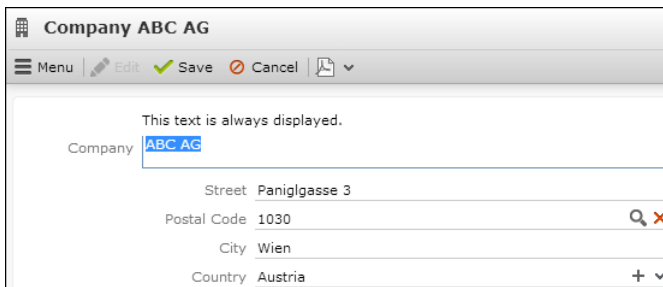 Company ABC AG
Menu Edit Save Cancel
This text is always displayed.
Company ABC AG
Street Paniglgasse 3
Postal Code 1030
City Wien
Country Austria